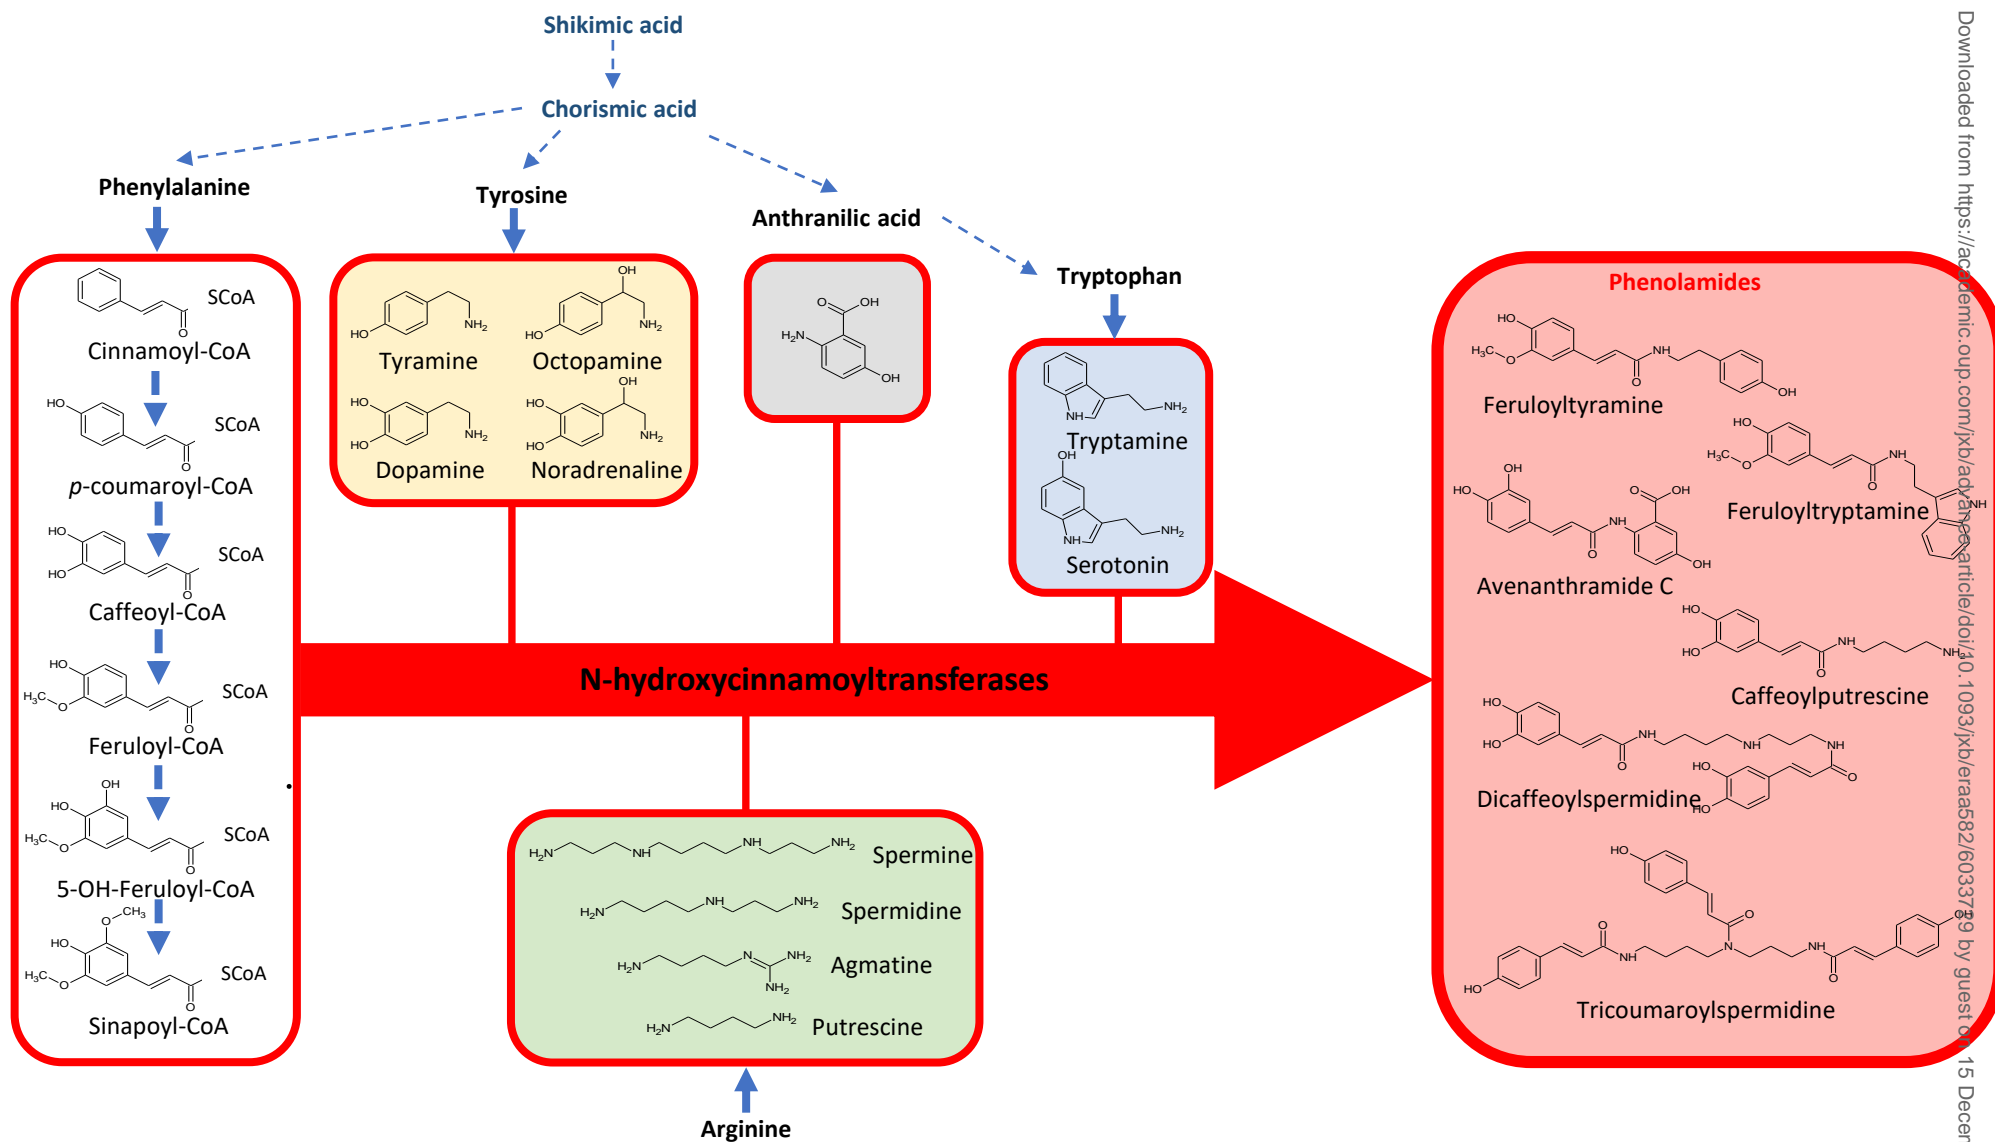 Shikimic acid
Chorismic acid
Phenylalanine
Tyrosine
Anthranilic acid
Tryptophan
SCoA
O
Cinnamoyl-CoA
HO
SCoA
O
p-coumaroyl-CoA
HO
HO
SCoA
O
Caffeoyl-CoA
HO
H₃C
O
SCoA
O
Feruloyl-CoA
OH
HO
H₃C
O
SCoA
O
5-OH-Feruloyl-CoA
CH₃
O
HO
H₃C
O
SCoA
O
Sinapoyl-CoA
HO
NH₂
Tyramine
OH
HO
NH₂
Octopamine
HO
HO
NH₂
Dopamine
OH
HO
HO
NH₂
Noradrenaline
O
OH
H₂N
OH
NH
NH₂
Tryptamine
OH
NH
NH₂
Serotonin
N-hydroxycinnamoyltransferases
H₂N
NH
NH
NH₂
Spermine
H₂N
NH
NH₂
Spermidine
H₂N
N
NH₂
NH₂
Agmatine
H₂N
NH₂
Putrescine
Arginine
Phenolamides
HO
H₃C
O
NH
O
OH
Feruloyltyramine
HO
H₃C
O
NH
O
NH
Feruloyltryptamine
OH
HO
O
OH
NH
O
OH
Avenanthramide C
HO
HO
NH
O
NH₂
Caffeoylputrescine
HO
HO
NH
O
NH
NH
O
HO
HO
Dicaffeoylspermidine
HO
O
O
NH
N
NH
O
HO
OH
Tricoumaroylspermidine
Downloaded from https://academic.oup.com/jxb/advance-article/doi/10.1093/jxb/eraa582/6033729 by guest on 15 Decer